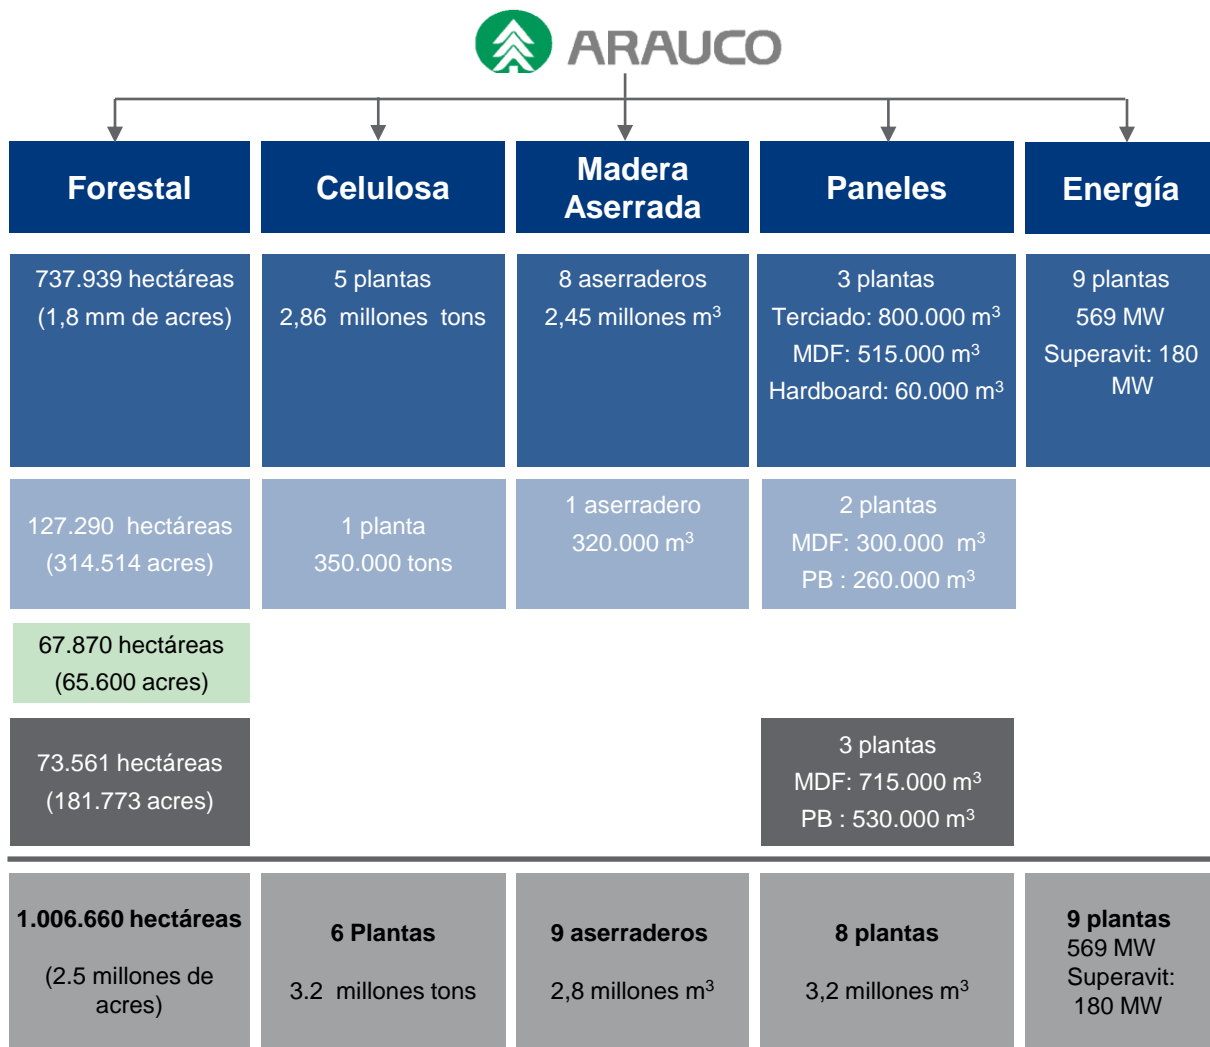 ARAUCO
Forestal
Celulosa
Madera
Aserrada
Paneles
Energía
737.939 hectáreas
(1,8 mm de acres)
5 plantas
2,86 millones tons
8 aserraderos
2,45 millones m³
3 plantas
Terciado: 800.000 m³
MDF: 515.000 m³
Hardboard: 60.000 m³
9 plantas
569 MW
Superavit: 180
MW
127.290 hectáreas
(314.514 acres)
1 planta
350.000 tons
1 aserradero
320.000 m³
2 plantas
MDF: 300.000 m³
PB : 260.000 m³
67.870 hectáreas
(65.600 acres)
73.561 hectáreas
(181.773 acres)
3 plantas
MDF: 715.000 m³
PB : 530.000 m³
1.006.660 hectáreas
(2.5 millones de
acres)
6 Plantas
3.2 millones tons
9 aserraderos
2,8 millones m³
8 plantas
3,2 millones m³
9 plantas
569 MW
Superavit:
180 MW